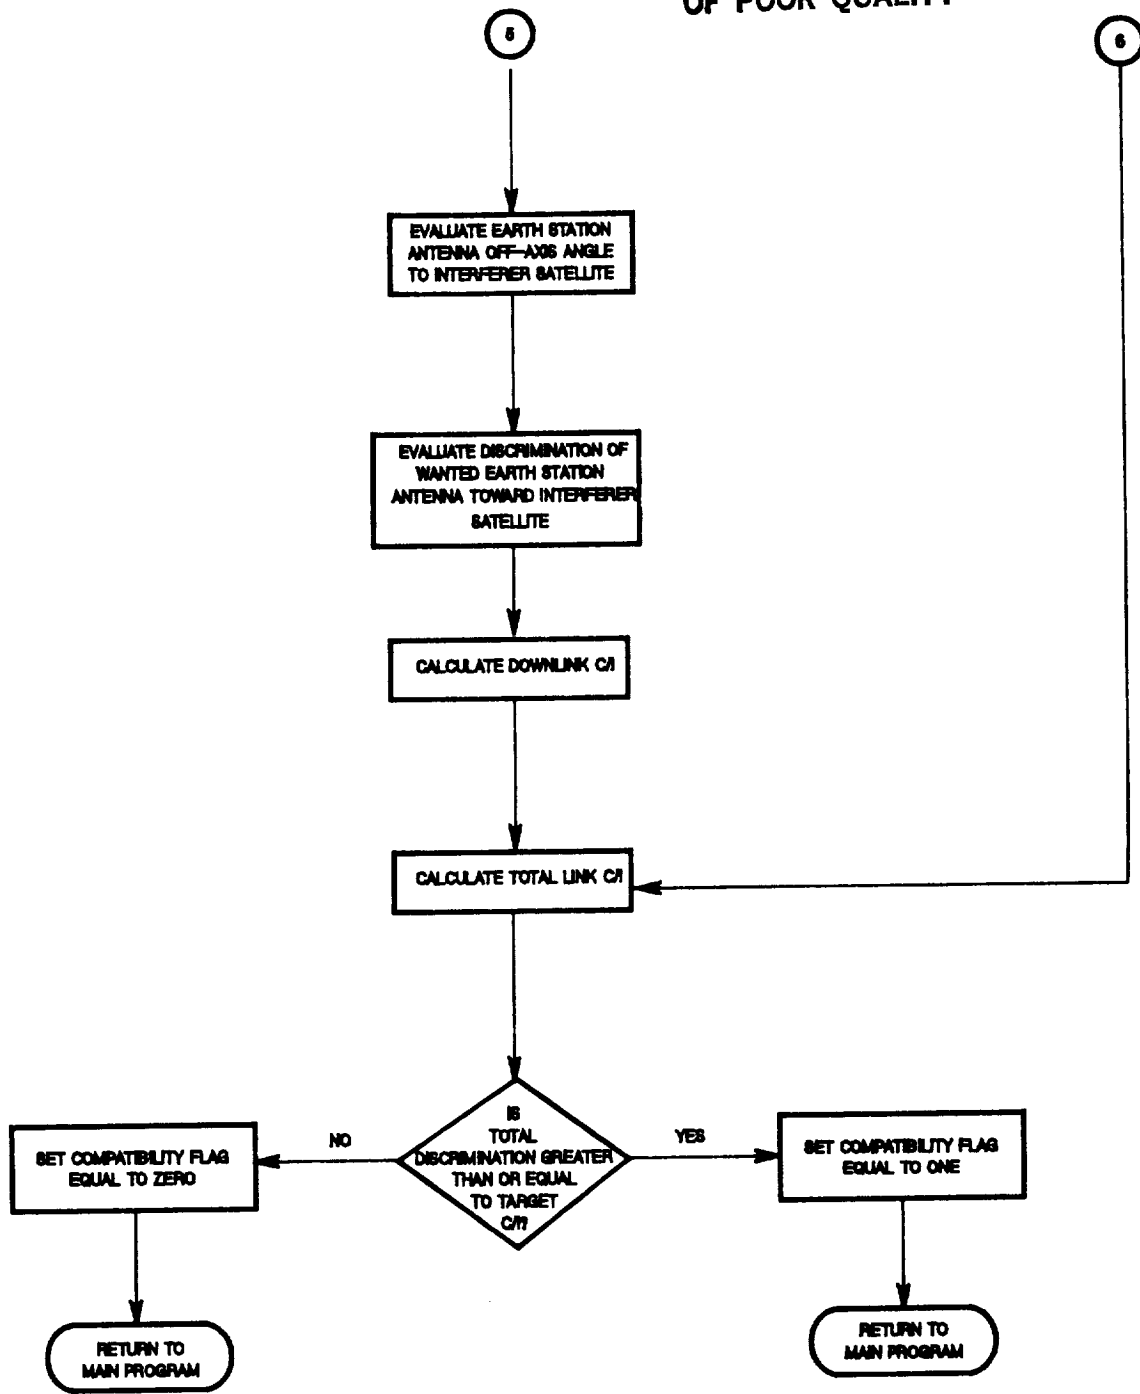 OF POOR QUALITY
5
6
EVALUATE EARTH STATION
ANTENNA OFF-AXIS ANGLE
TO INTERFERER SATELLITE
EVALUATE DISCRIMINATION OF
WANTED EARTH STATION
ANTENNA TOWARD INTERFERER
SATELLITE
CALCULATE DOWNLINK C/I
CALCULATE TOTAL LINK C/I
IS
TOTAL
DISCRIMINATION GREATER
THAN OR EQUAL
TO TARGET
C/I?
NO
YES
SET COMPATIBILITY FLAG
EQUAL TO ZERO
SET COMPATIBILITY FLAG
EQUAL TO ONE
RETURN TO
MAIN PROGRAM
RETURN TO
MAIN PROGRAM